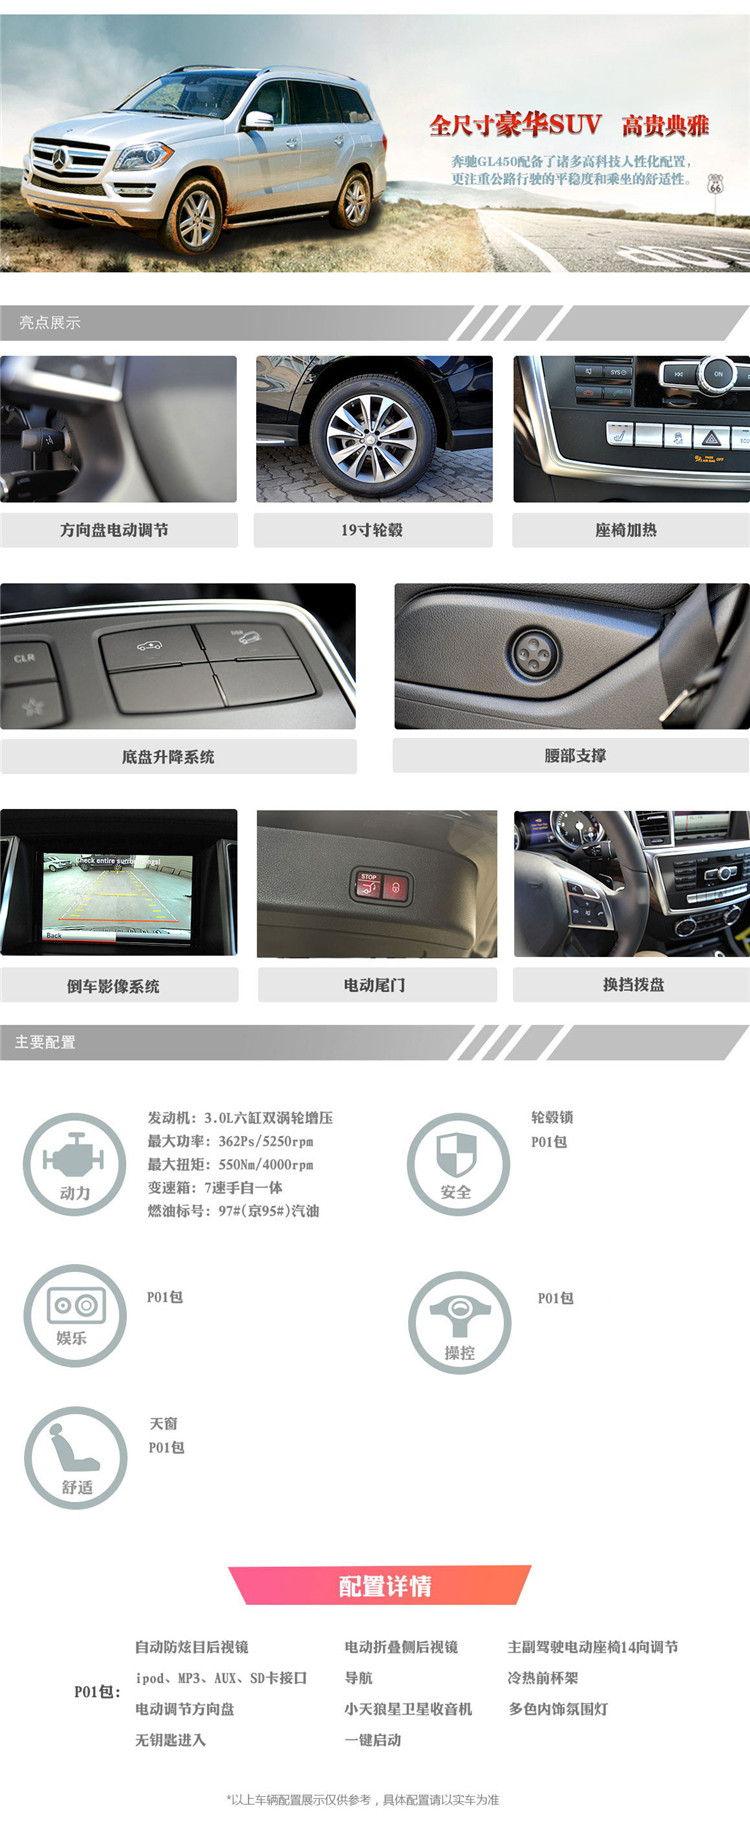 全尺寸豪华SUV 高贵典雅
奔驰GL450配备了诸多高科技人性化配置，
更注重公路行驶的平稳度和乘坐的舒适性。
66
亮点展示
SYS
ON
PASS AIR BAG OFF
ECO
方向盘电动调节
19寸轮毂
座椅加热
CLR
底盘升降系统
腰部支撑
Check entire surroundings!
Back
STOP
倒车影像系统
电动尾门
换挡拨盘
主要配置
动力
发动机：3.0L六缸双涡轮增压
最大功率：362Ps/5250rpm
最大扭矩：550Nm/4000rpm
变速箱：7速手自一体
燃油标号：97#(京95#)汽油
安全
轮毂锁
P01包
娱乐
P01包
操控
P01包
舒适
天窗
P01包
配置详情
P01包：
自动防炫目后视镜 电动折叠侧后视镜 主副驾驶电动座椅14向调节
ipod、MP3、AUX、SD卡接口 导航 冷热前杯架
电动调节方向盘 小天狼星卫星收音机 多色内饰氛围灯
无钥匙进入 一键启动
*以上车辆配置展示仅供参考，具体配置请以实车为准